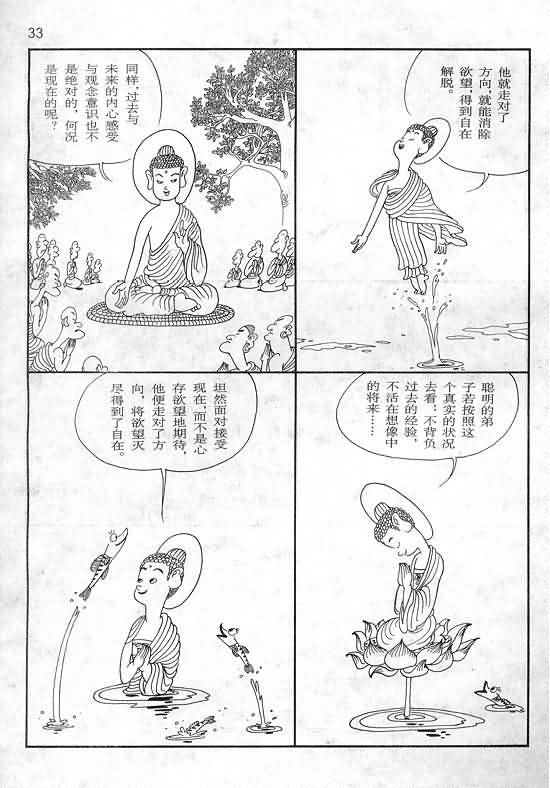 33
他就走对了
方向，就能消除
欲望，得到自在
解脱。
同样，过去与
未来的内心感受
与观念意识也不
是绝对的，何况
是现在的呢？
聪明的弟
子若按照这
个真实的状况
去看：不背负
过去的经验，
不活在想像中
的将来……
坦然面对接受
现在，而不是心
存欲望地期待，
他便走对了方
向，将欲望灭
尽得到了自在。